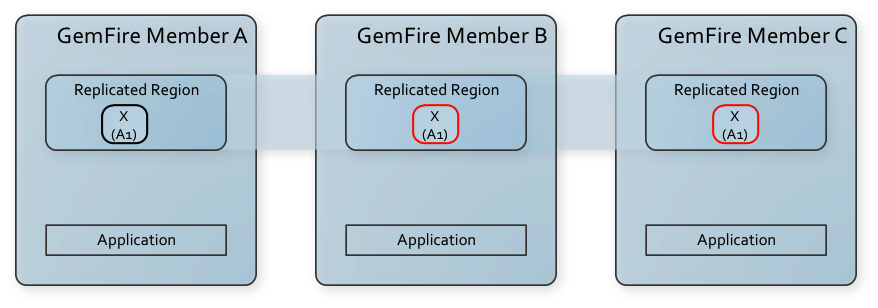 GemFire Member A
Replicated Region
X
(A1)
Application
GemFire Member B
Replicated Region
X
(A1)
Application
GemFire Member C
Replicated Region
X
(A1)
Application